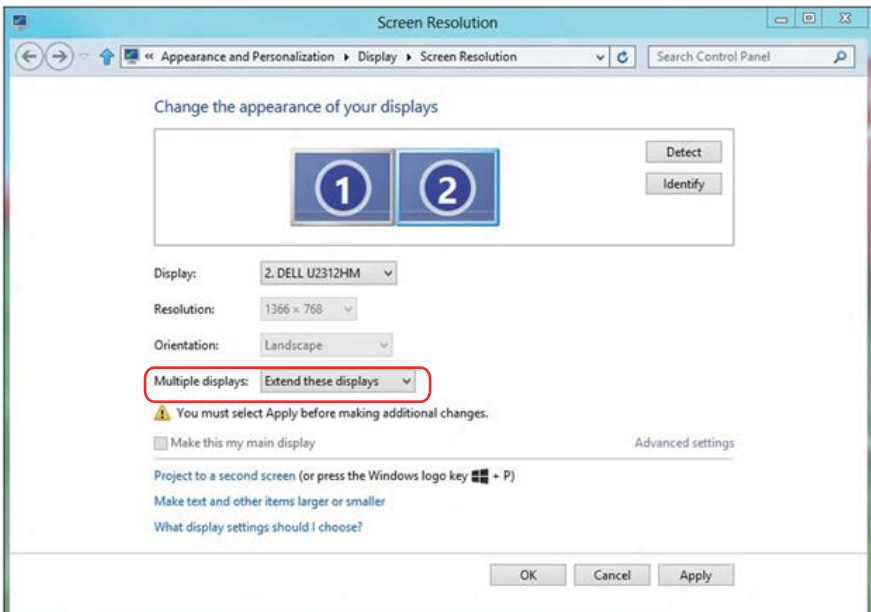 Screen Resolution
« Appearance and Personalization ▸ Display ▸ Screen Resolution
Search Control Panel
Change the appearance of your displays
1 2
Detect
Identify
Display: 2. DELL U2312HM
Resolution: 1366 × 768
Orientation: Landscape
Multiple displays: Extend these displays
You must select Apply before making additional changes.
Make this my main display Advanced settings
Project to a second screen (or press the Windows logo key + P)
Make text and other items larger or smaller
What display settings should I choose?
OK Cancel Apply